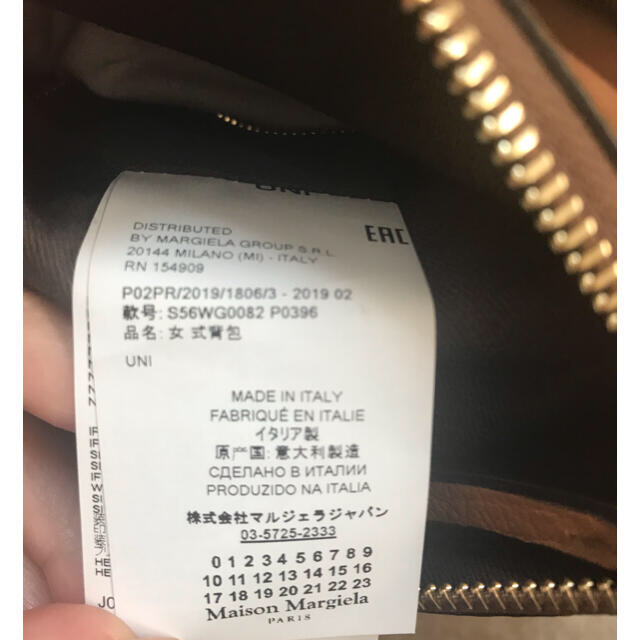 UNI
DISTRIBUTED
BY MARGIELA GROUP S.R.L.
20144 MILANO (MI) - ITALY
RN 154909
EAC
P02PR/2019/1806/3 - 2019 02
款号: S56WG0082 P0396
品名: 女 式背包
UNI
MADE IN ITALY
FABRIQUÉ EN ITALIE
イタリア製
原产国: 意大利製造
СДЕЛАНО В ИТАЛИИ
PRODUZIDO NA ITALIA
株式会社マルジェラジャパン
03-5725-2333
0 1 2 3 4 5 6 7 8 9
10 11 12 13 14 15 16
17 18 19 20 21 22 23
Maison Margiela
PARIS